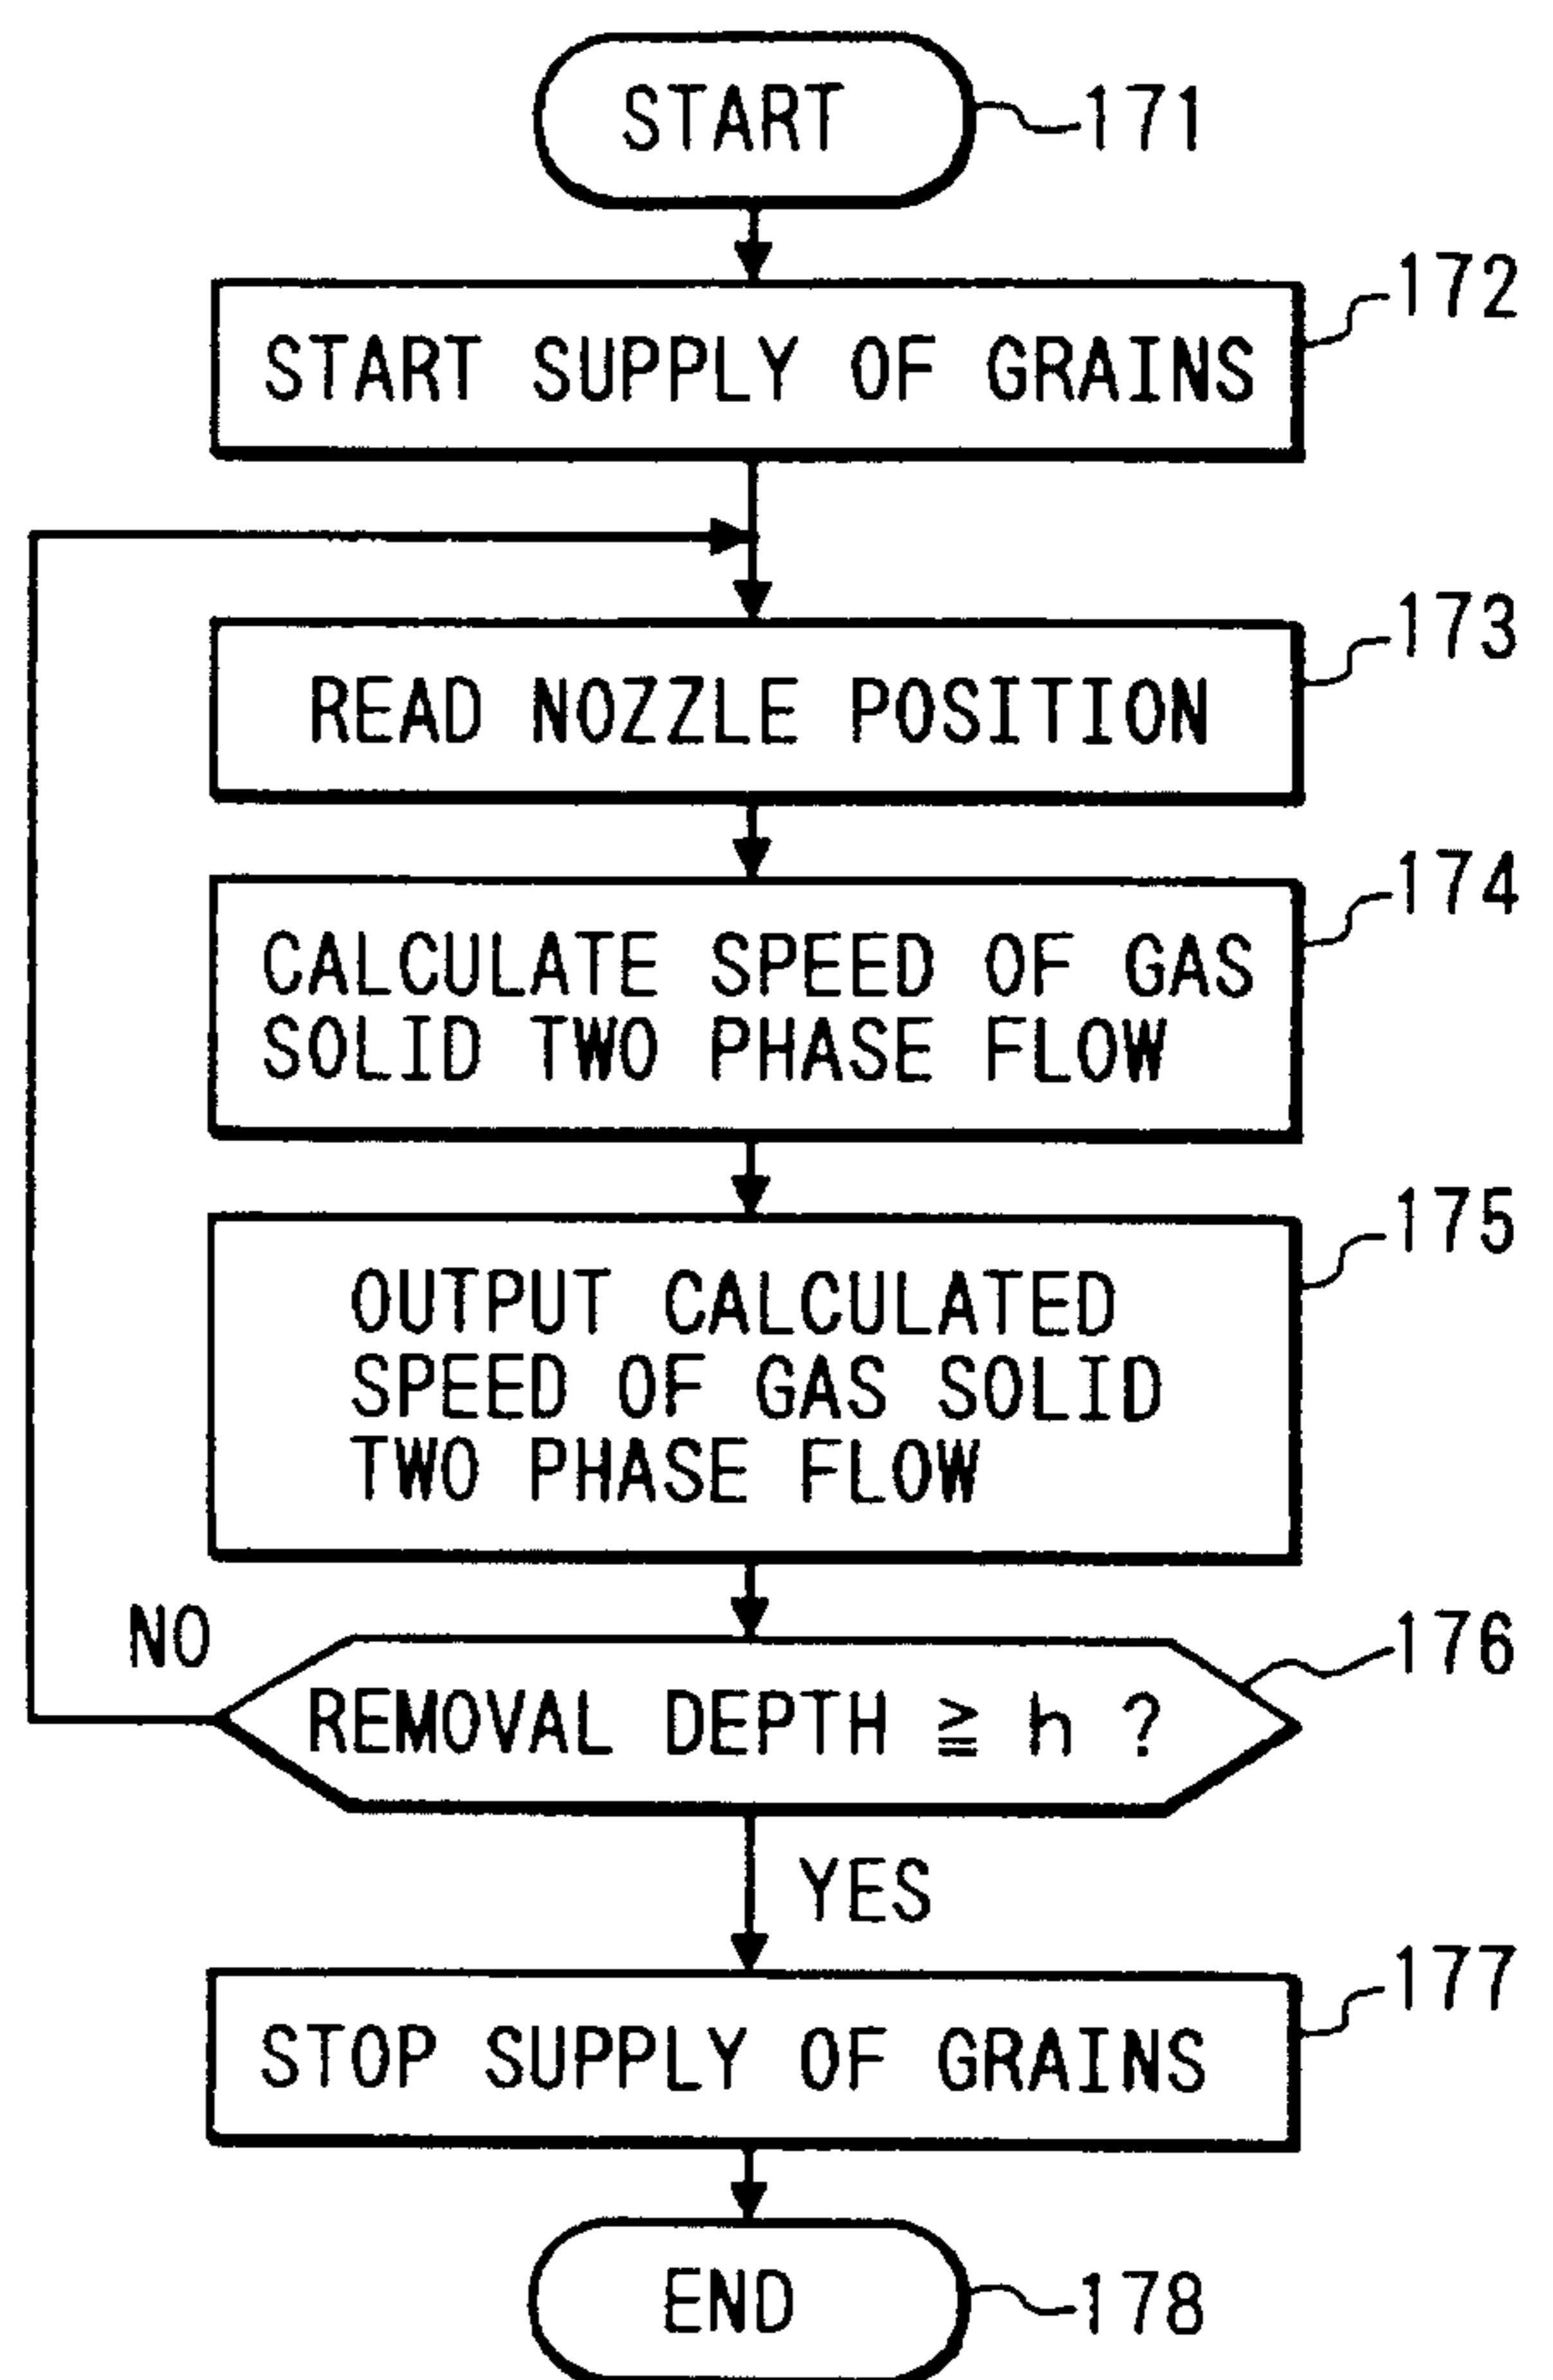 START
171
START SUPPLY OF GRAINS
172
READ NOZZLE POSITION
173
CALCULATE SPEED OF GAS
SOLID TWO PHASE FLOW
174
OUTPUT CALCULATED
SPEED OF GAS SOLID
TWO PHASE FLOW
175
NO
REMOVAL DEPTH ≧ h ?
176
YES
STOP SUPPLY OF GRAINS
177
END
178